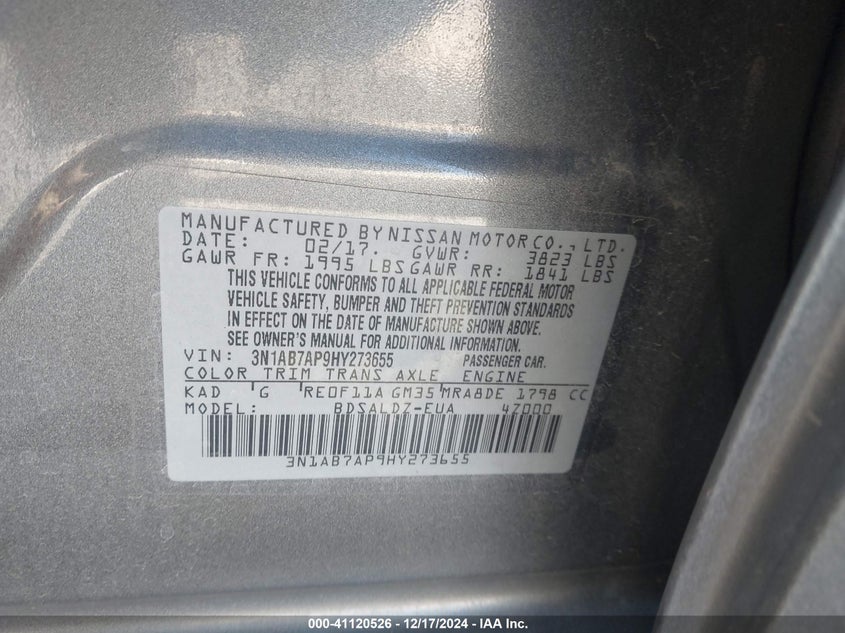 MANUFACTURED BY NISSAN MOTOR CO., LTD.
DATE: 02/17. GVWR: 3823 LBS
GAWR FR: 1995 LBS GAWR RR: 1841 LBS
THIS VEHICLE CONFORMS TO ALL APPLICABLE FEDERAL MOTOR
VEHICLE SAFETY, BUMPER AND THEFT PREVENTION STANDARDS
IN EFFECT ON THE DATE OF MANUFACTURE SHOWN ABOVE.
SEE OWNER'S MANUAL FOR ADDITIONAL INFORMATION.
VIN: 3N1AB7AP9HY273655 PASSENGER CAR.
COLOR TRIM TRANS AXLE ENGINE
KAD G RE0F11A GM35 MRA8DE 1798 CC
MODEL: BDSALDZ-EUA 4Z000
3N1AB7AP9HY273655
000-41120526 - 12/17/2024 - IAA Inc.